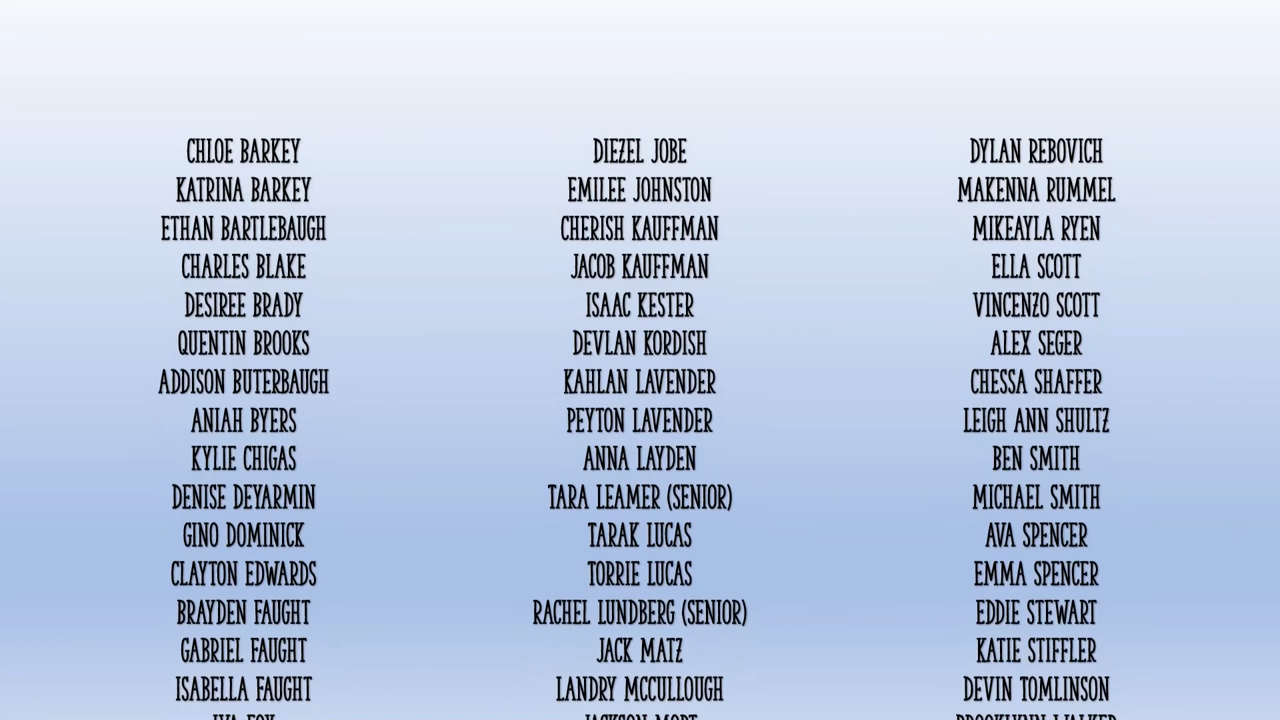 CHLOE BARKEY
KATRINA BARKEY
ETHAN BARTLEBAUGH
CHARLES BLAKE
DESIREE BRADY
QUENTIN BROOKS
ADDISON BUTERBAUGH
ANIAH BYERS
KYLIE CHIGAS
DENISE DEYARMIN
GINO DOMINICK
CLAYTON EDWARDS
BRAYDEN FAUGHT
GABRIEL FAUGHT
ISABELLA FAUGHT
DIEZEL JOBE
EMILEE JOHNSTON
CHERISH KAUFFMAN
JACOB KAUFFMAN
ISAAC KESTER
DEVLAN KORDISH
KAHLAN LAVENDER
PEYTON LAVENDER
ANNA LAYDEN
TARA LEAMER (SENIOR)
TARAK LUCAS
TORRIE LUCAS
RACHEL LUNDBERG (SENIOR)
JACK MATZ
LANDRY MCCULLOUGH
DYLAN REBOVICH
MAKENNA RUMMEL
MIKEAYLA RYEN
ELLA SCOTT
VINCENZO SCOTT
ALEX SEGER
CHESSA SHAFFER
LEIGH ANN SHULTZ
BEN SMITH
MICHAEL SMITH
AVA SPENCER
EMMA SPENCER
EDDIE STEWART
KATIE STIFFLER
DEVIN TOMLINSON